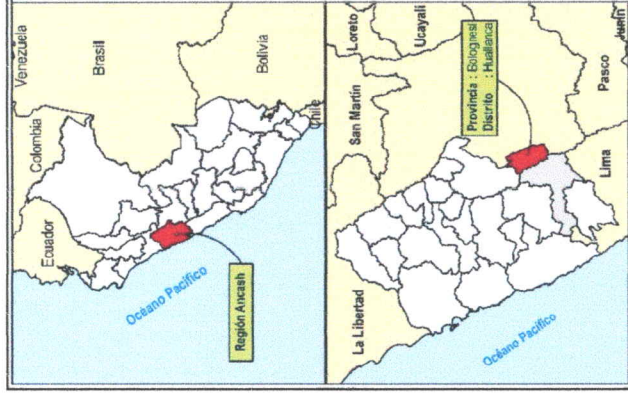 Venezuela
Colombia
Ecuador
Brasil
Bolivia
Chile
Océano Pacífico
Región Ancash
Loreto
San Martín
Ucayali
La Libertad
Provincia : Bolognesi
Distrito : Huallanca
Pasco
Junín
Lima
Océano Pacífico